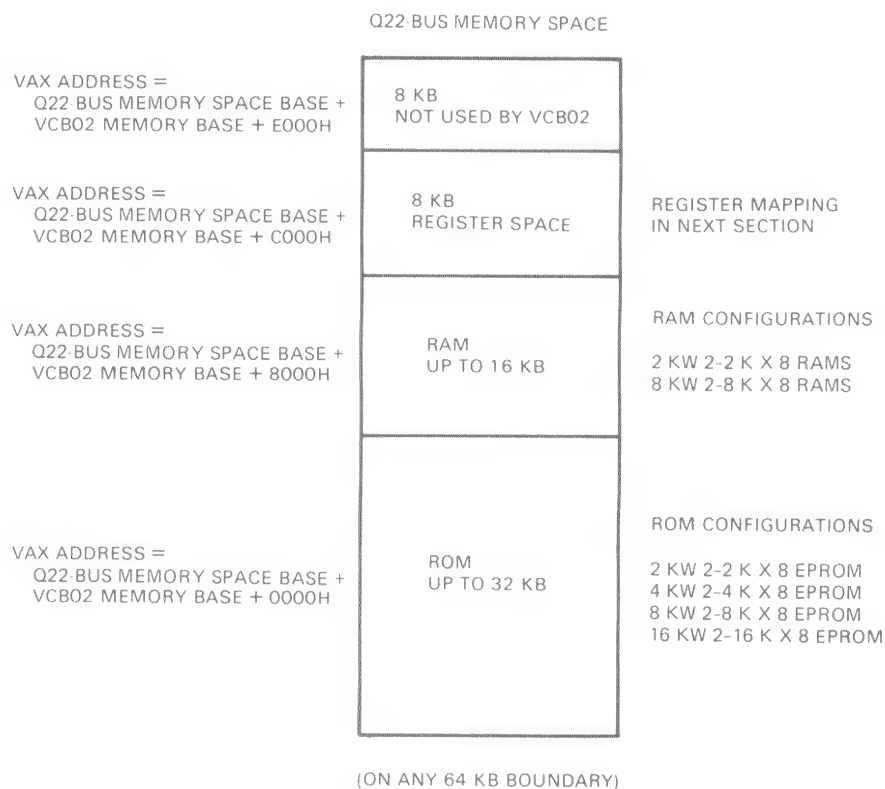 Q22-BUS MEMORY SPACE
VAX ADDRESS =
Q22-BUS MEMORY SPACE BASE +
VCB02 MEMORY BASE + E000H
8 KB
NOT USED BY VCB02
VAX ADDRESS =
Q22-BUS MEMORY SPACE BASE +
VCB02 MEMORY BASE + C000H
8 KB
REGISTER SPACE
REGISTER MAPPING
IN NEXT SECTION
VAX ADDRESS =
Q22-BUS MEMORY SPACE BASE +
VCB02 MEMORY BASE + 8000H
RAM
UP TO 16 KB
RAM CONFIGURATIONS
2 KW 2-2 K X 8 RAMS
8 KW 2-8 K X 8 RAMS
VAX ADDRESS =
Q22-BUS MEMORY SPACE BASE +
VCB02 MEMORY BASE + 0000H
ROM
UP TO 32 KB
ROM CONFIGURATIONS
2 KW 2-2 K X 8 EPROM
4 KW 2-4 K X 8 EPROM
8 KW 2-8 K X 8 EPROM
16 KW 2-16 K X 8 EPROM
(ON ANY 64 KB BOUNDARY)